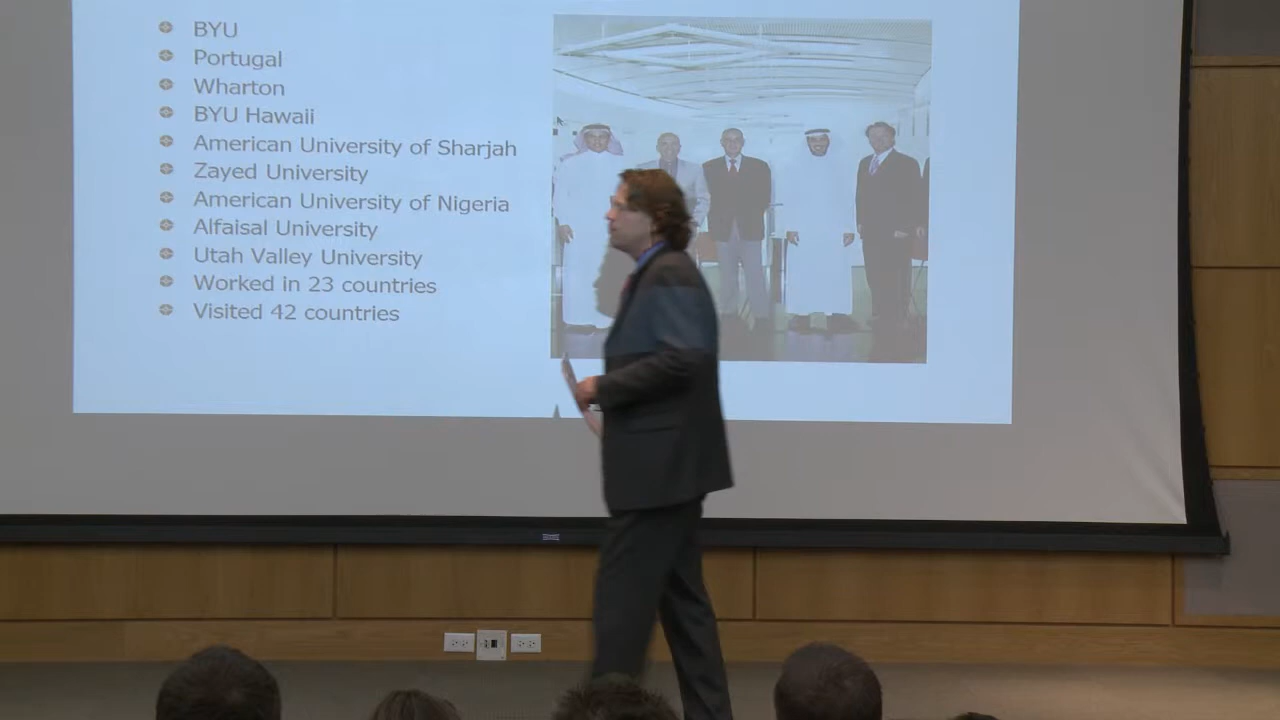 BYU
Portugal
Wharton
BYU Hawaii
American University of Sharjah
Zayed University
American University of Nigeria
Alfaisal University
Utah Valley University
Worked in 23 countries
Visited 42 countries